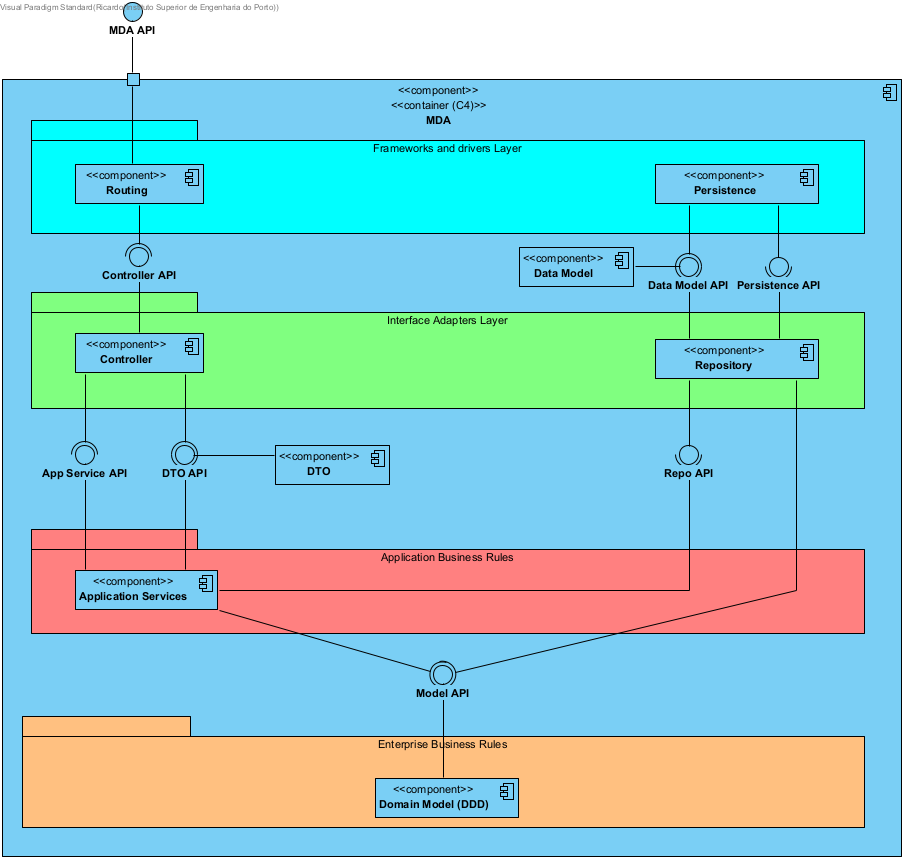 Visual Paradigm Standard(Ricardo(Instituto Superior de Engenharia do Porto))
MDA API
<<component>>
<<container (C4)>>
MDA
Frameworks and drivers Layer
<<component>>
Routing
<<component>>
Persistence
Controller API
<<component>>
Data Model
Data Model API
Persistence API
Interface Adapters Layer
<<component>>
Controller
<<component>>
Repository
App Service API
DTO API
<<component>>
DTO
Repo API
Application Business Rules
<<component>>
Application Services
Model API
Enterprise Business Rules
<<component>>
Domain Model (DDD)